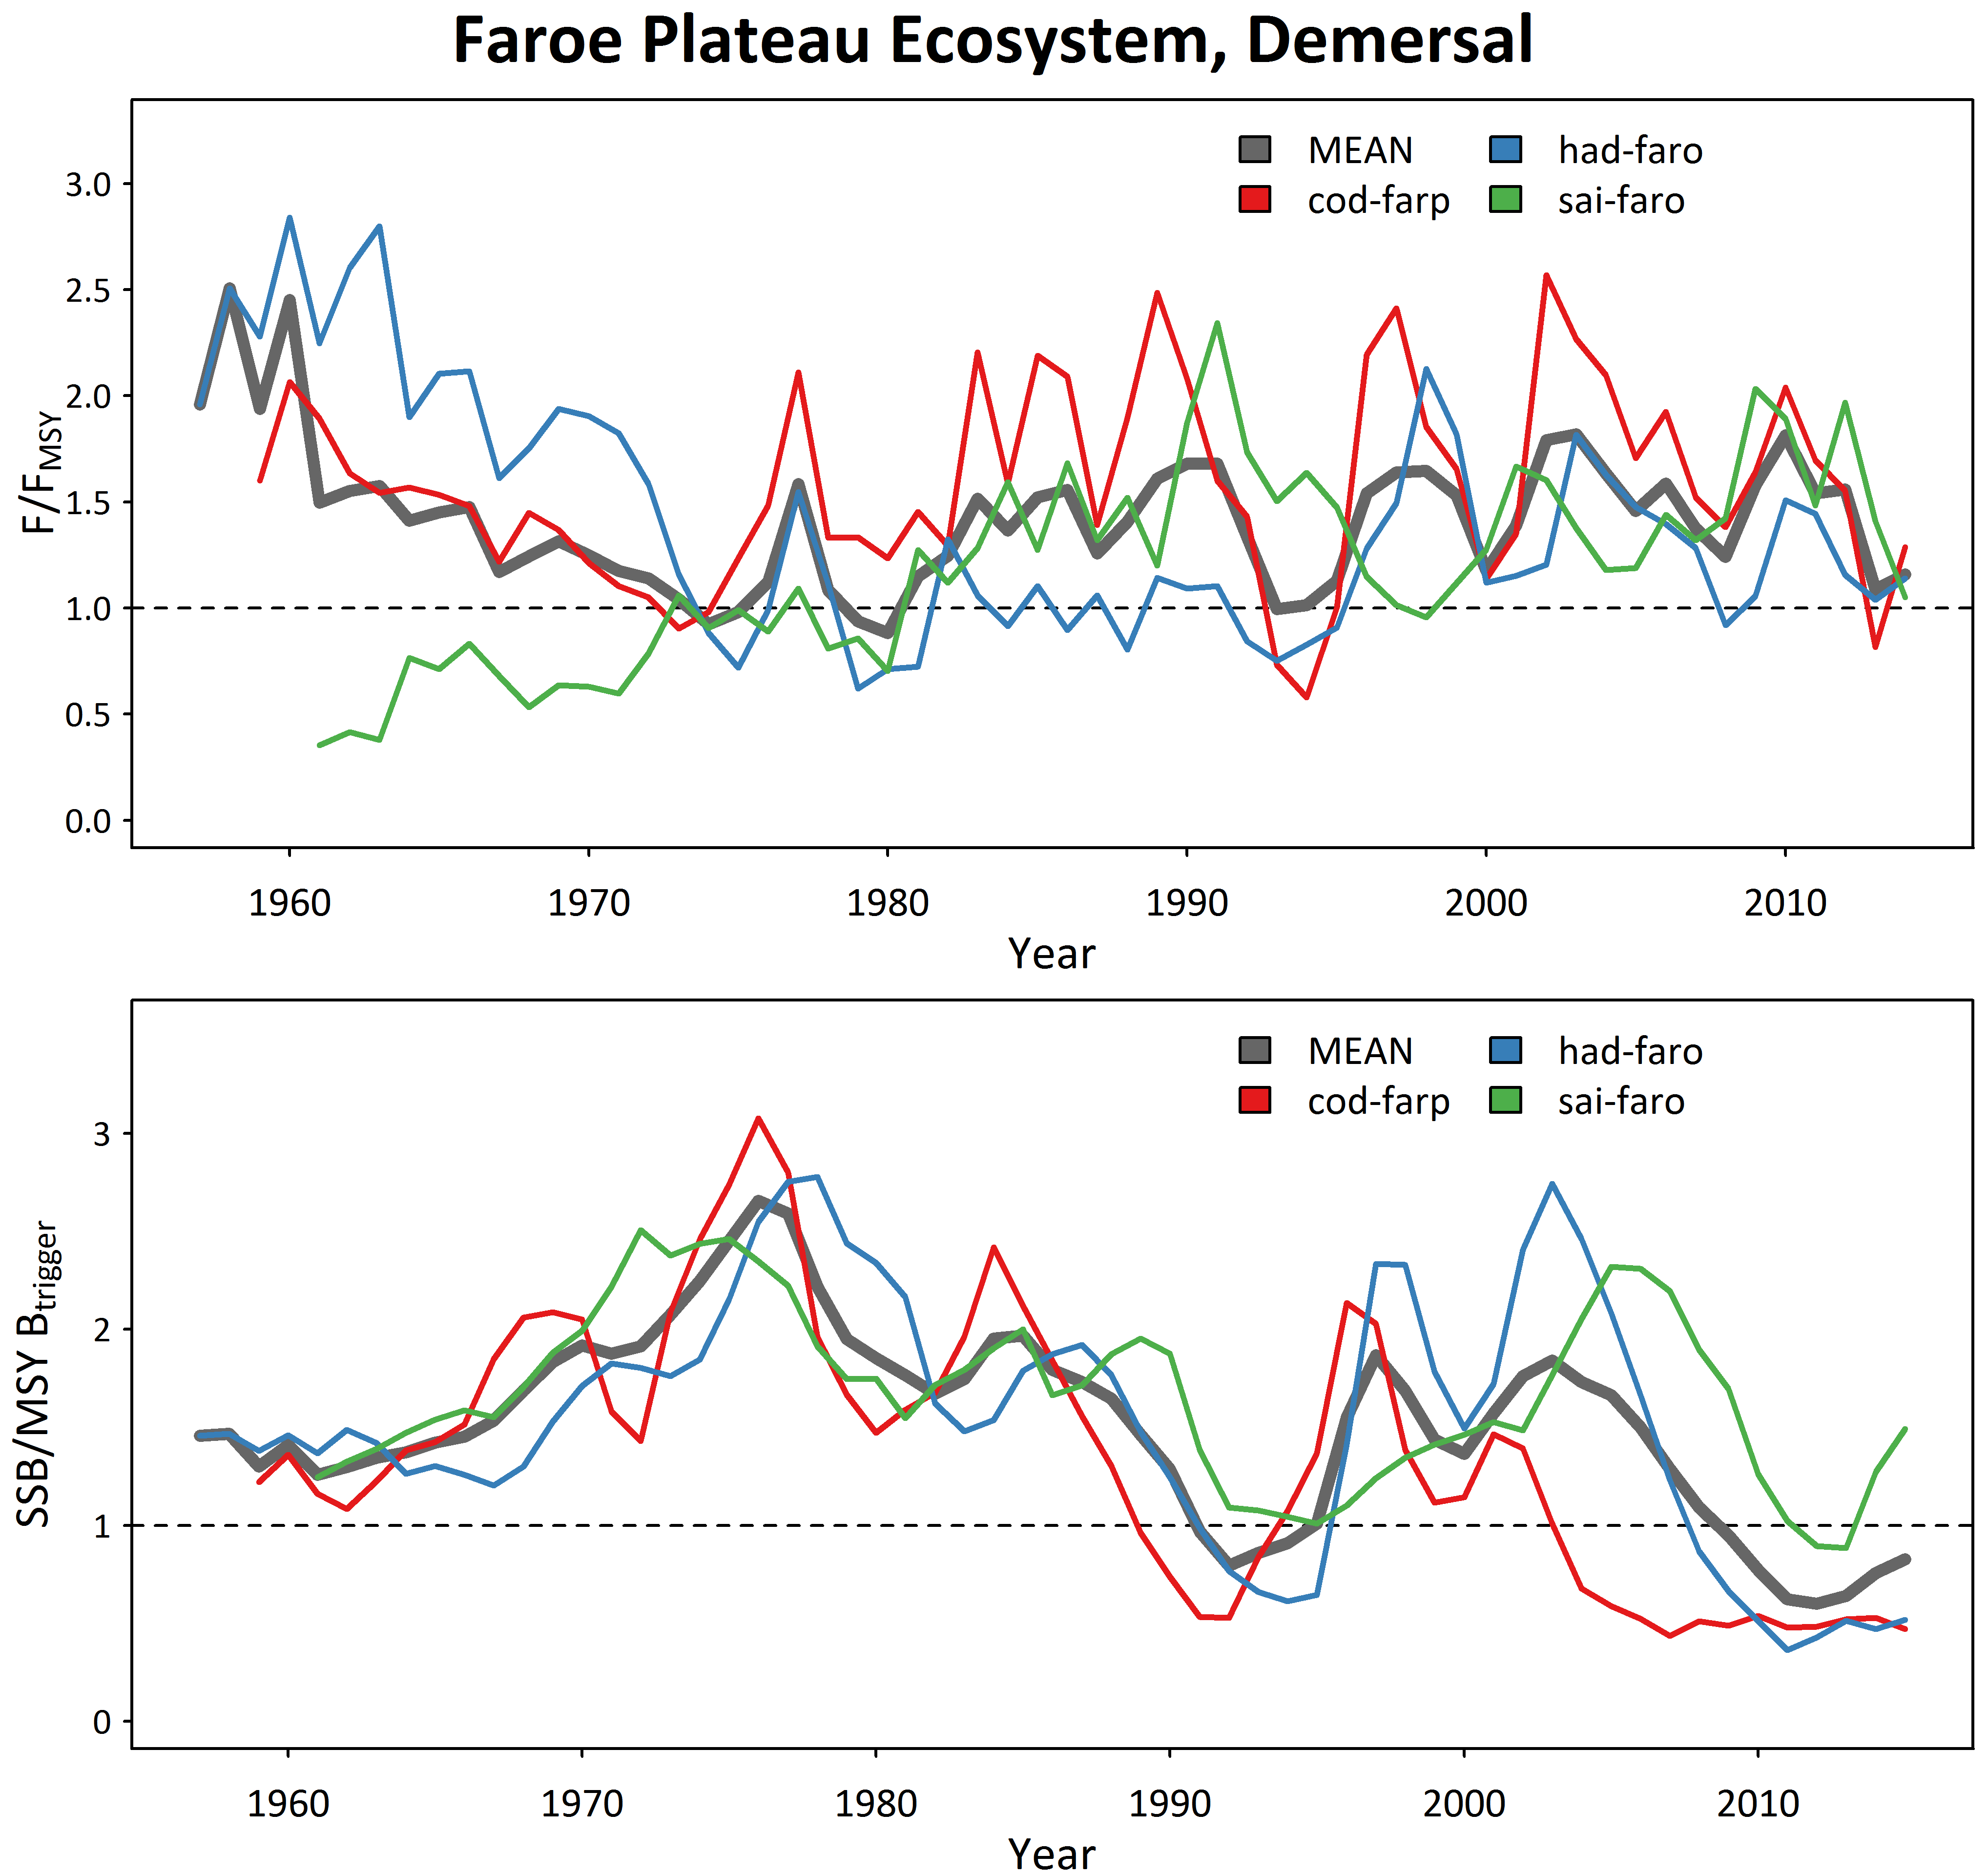 Faroe Plateau Ecosystem, Demersal
MEAN
had-faro
cod-farp
sai-faro
F/FMSY
3.0
2.5
2.0
1.5
1.0
0.5
0.0
1960 1970 1980 1990 2000 2010
Year
MEAN
had-faro
cod-farp
sai-faro
SSB/MSY Btrigger
3
2
1
0
1960 1970 1980 1990 2000 2010
Year